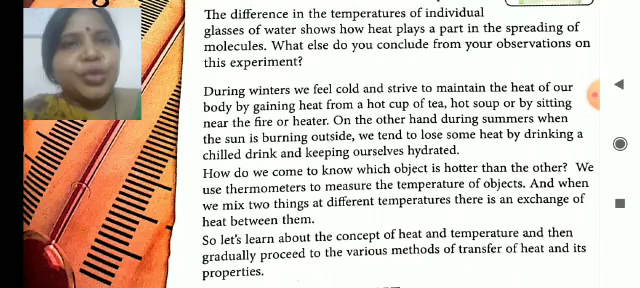 The difference in the temperatures of individual
glasses of water shows how heat plays a part in the spreading of
molecules. What else do you conclude from your observations on
this experiment?
During winters we feel cold and strive to maintain the heat of our
body by gaining heat from a hot cup of tea, hot soup or by sitting
near the fire or heater. On the other hand during summers when
the sun is burning outside, we tend to lose some heat by drinking a
chilled drink and keeping ourselves hydrated.
How do we come to know which object is hotter than the other? We
use thermometers to measure the temperature of objects. And when
we mix two things at different temperatures there is an exchange of
heat between them.
So let's learn about the concept of heat and temperature and then
gradually proceed to the various methods of transfer of heat and its
properties.